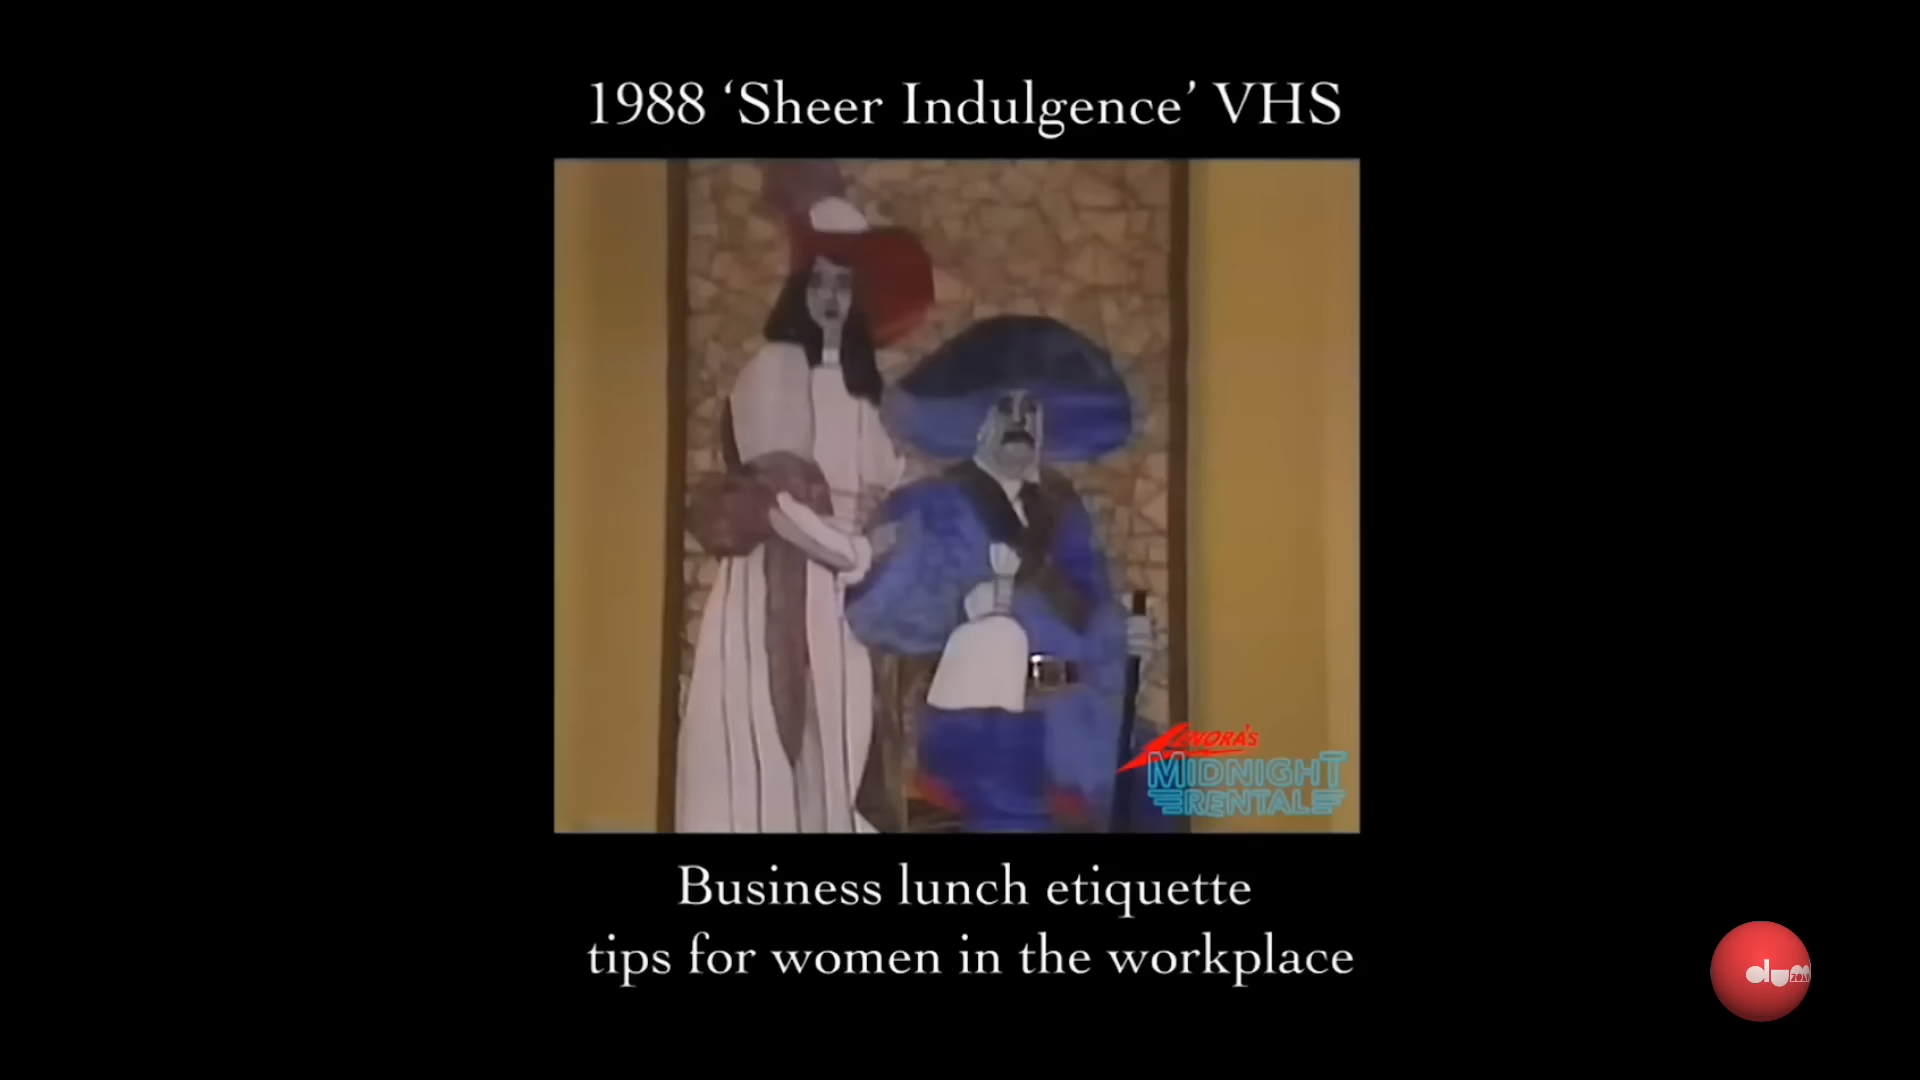 1988 ‘Sheer Indulgence’ VHS
LENORA'S
MIDNIGHT
RENTAL
Business lunch etiquette
tips for women in the workplace